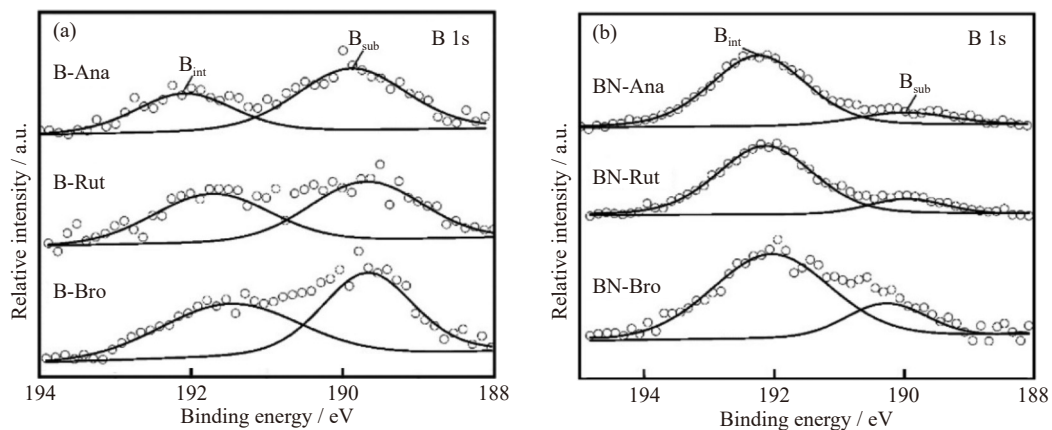 (a)
B 1s
B-Ana
B_int
B_sub
B-Rut
B-Bro
Relative intensity / a.u.
194
192
190
188
Binding energy / eV
(b)
B 1s
B_int
BN-Ana
B_sub
BN-Rut
BN-Bro
Relative intensity / a.u.
194
192
190
188
Binding energy / eV